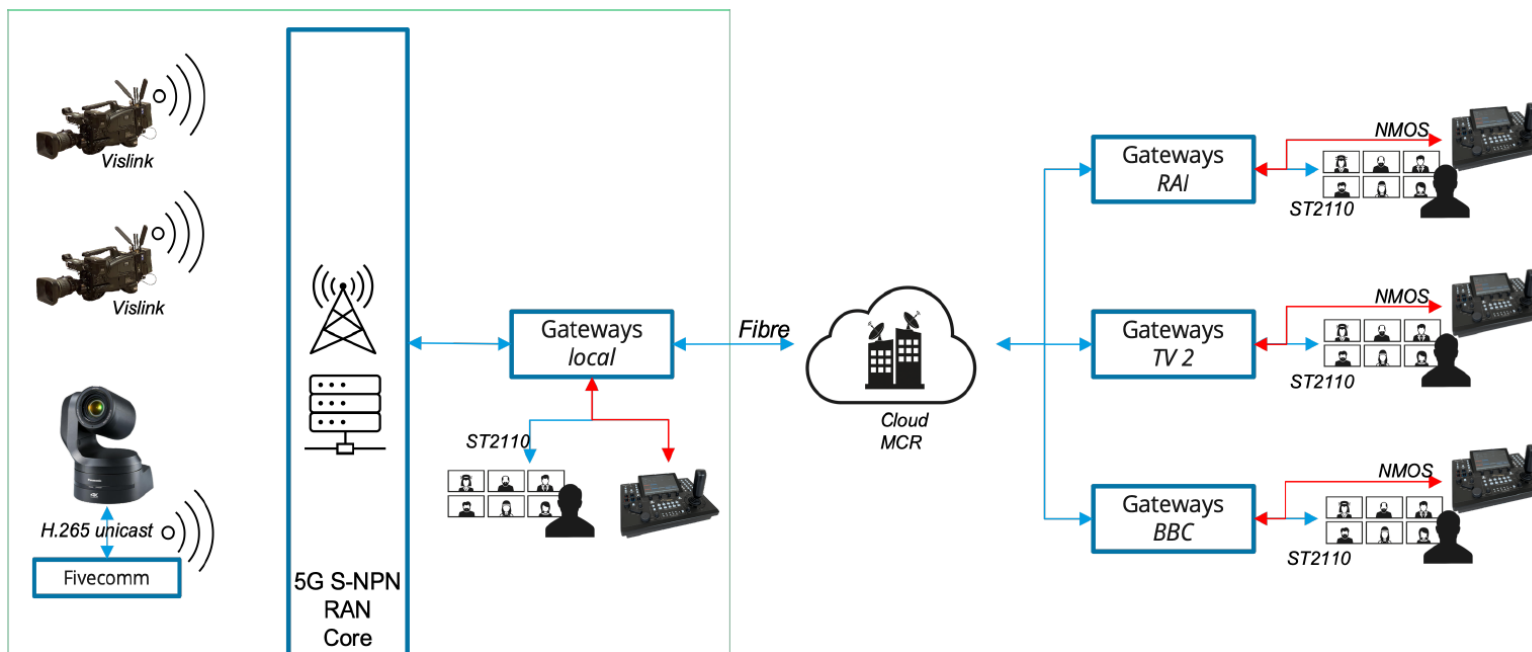 Vislink
Vislink
H.265 unicast
Fivecomm
5G S-NPN
RAN
Core
Gateways
local
ST2110
Fibre
Cloud
MCR
Gateways
RAI
NMOS
ST2110
Gateways
TV 2
NMOS
ST2110
Gateways
BBC
NMOS
ST2110